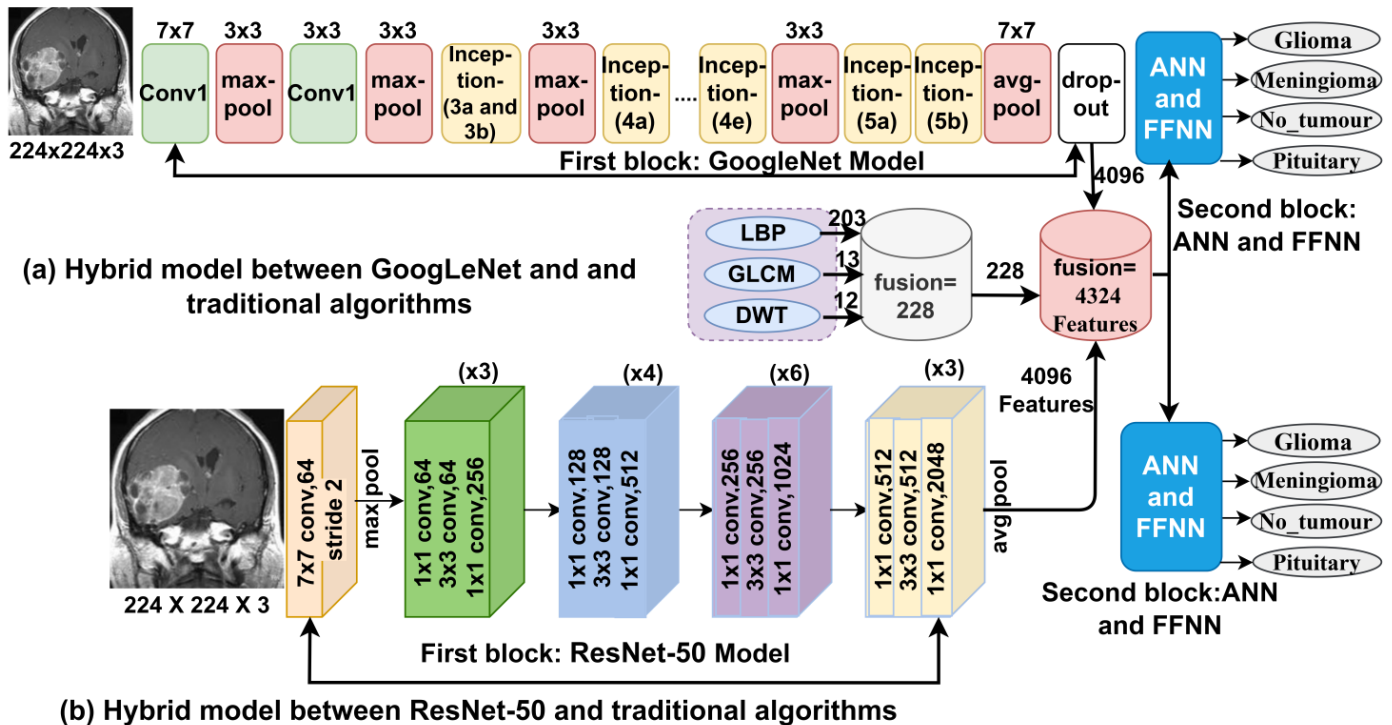 7x7
3x3
3x3
3x3
3x3
3x3
7x7
Conv1
max-
pool
Conv1
max-
pool
Incep-
tion-
(3a and
3b)
max-
pool
Incep-
tion-
(4a)
....
Incep-
tion-
(4e)
max-
pool
Incep-
tion-
(5a)
Incep-
tion-
(5b)
avg-
pool
drop-
out
ANN
and
FFNN
Glioma
Meningioma
No_tumour
Pituitary
224x224x3
First block: GoogleNet Model
4096
Second block:
ANN and FFNN
(a) Hybrid model between GoogLeNet and and
traditional algorithms
LBP
GLCM
DWT
203
13
12
fusion=
228
228
fusion=
4324
Features
4096
Features
224 X 224 X 3
7x7 conv,64
stride 2
max pool
(x3)
1x1 conv,64
3x3 conv,64
1x1 conv,256
(x4)
1x1 conv,128
3x3 conv,128
1x1 conv,512
(x6)
1x1 conv,256
3x3 conv,256
1x1 conv,1024
(x3)
1x1 conv,512
3x3 conv,512
1x1 conv,2048
avg pool
ANN
and
FFNN
Glioma
Meningioma
No_tumour
Pituitary
Second block:ANN
and FFNN
First block: ResNet-50 Model
(b) Hybrid model between ResNet-50 and traditional algorithms